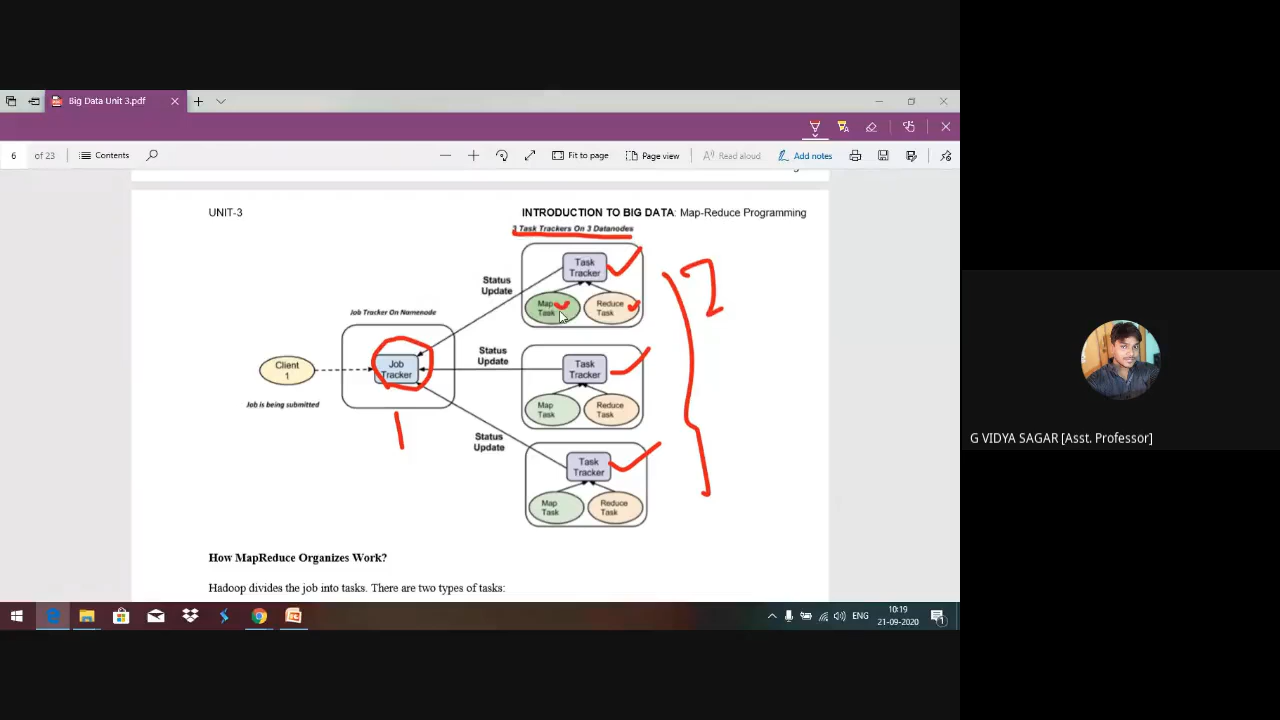 Big Data Unit 3.pdf
6 of 23 Contents Fit to page Page view Read aloud Add notes
UNIT-3 INTRODUCTION TO BIG DATA: Map-Reduce Programming
3 Task Trackers On 3 Datanodes
Task
Tracker
Status
Update
Map
Task
Reduce
Task
2
Job Tracker On Namenode
Client
1
Job
Tracker
Status
Update
Task
Tracker
Map
Task
Reduce
Task
Job is being submitted
1
Status
Update
Task
Tracker
Map
Task
Reduce
Task
How MapReduce Organizes Work?
Hadoop divides the job into tasks. There are two types of tasks:
G VIDYA SAGAR [Asst. Professor]
ENG
10:19
21-09-2020
1